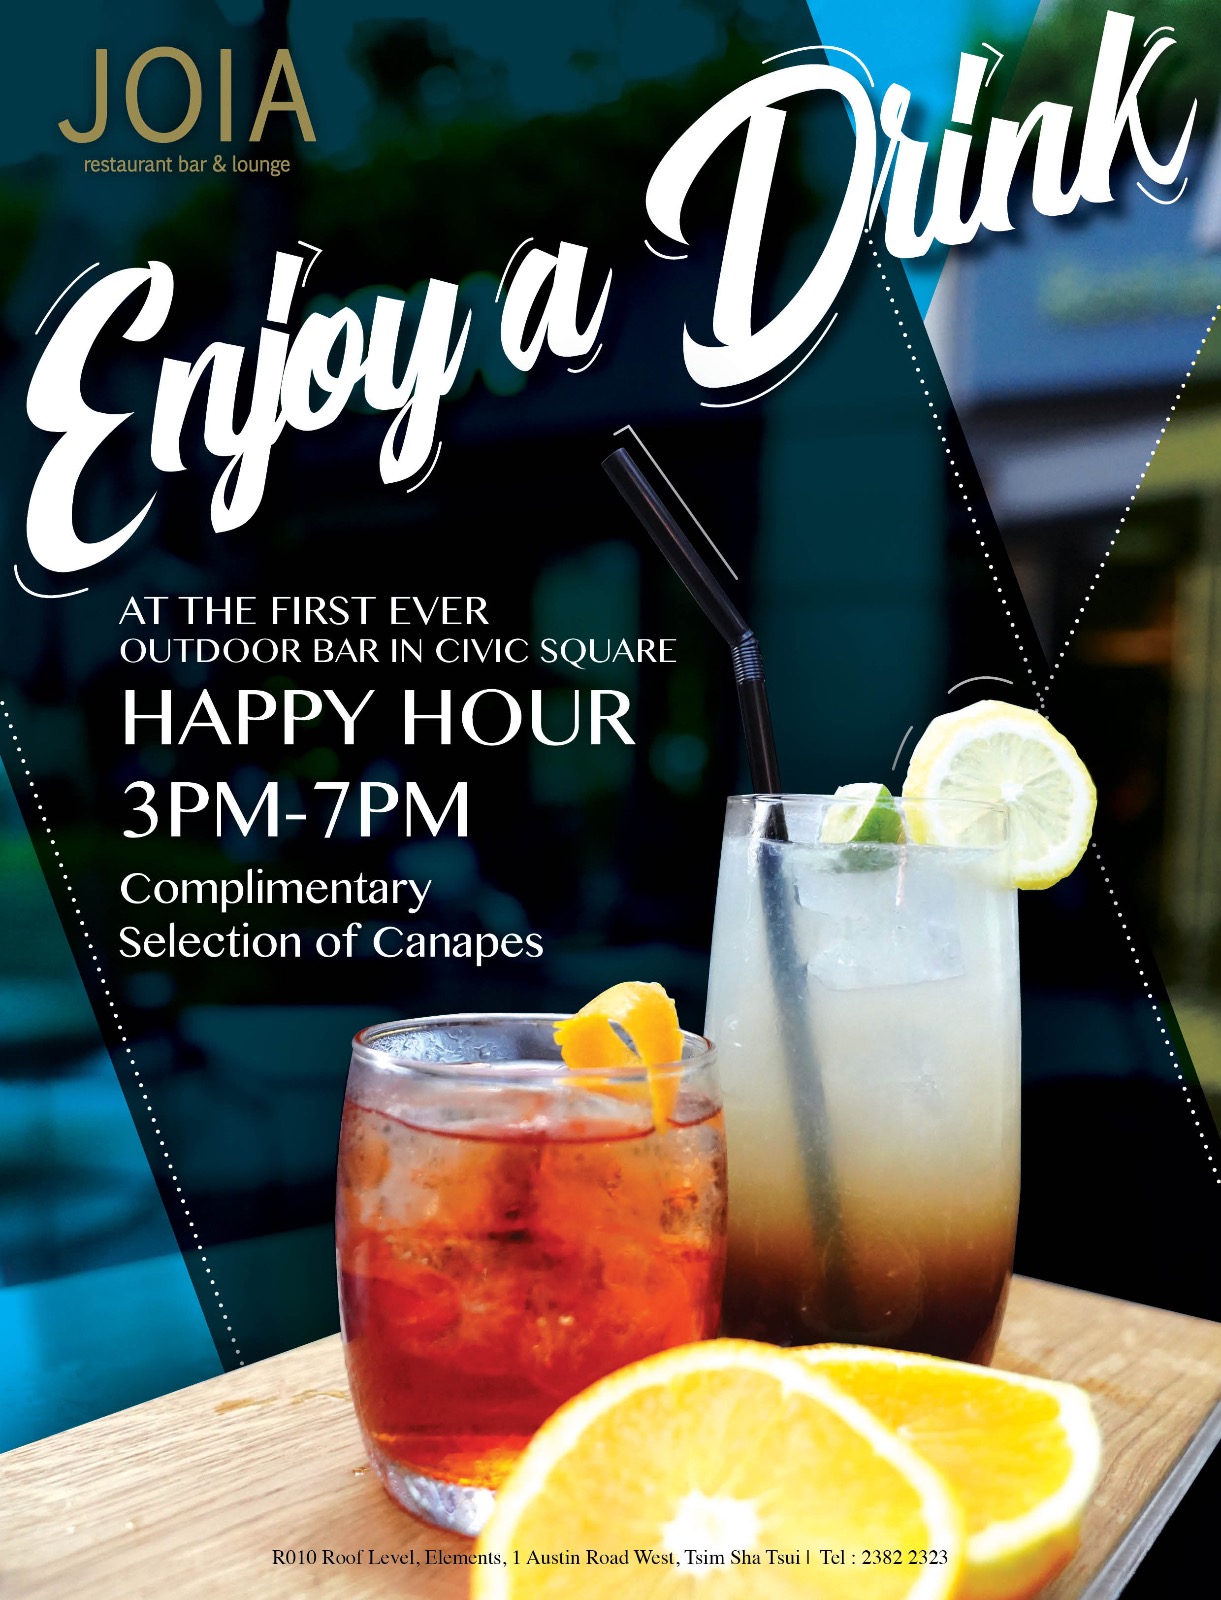 JOIA
restaurant bar & lounge
Enjoy a Drink
AT THE FIRST EVER
OUTDOOR BAR IN CIVIC SQUARE
HAPPY HOUR
3PM-7PM
Complimentary
Selection of Canapes
R010 Roof Level, Elements, 1 Austin Road West, Tsim Sha Tsui | Tel : 2382 2323